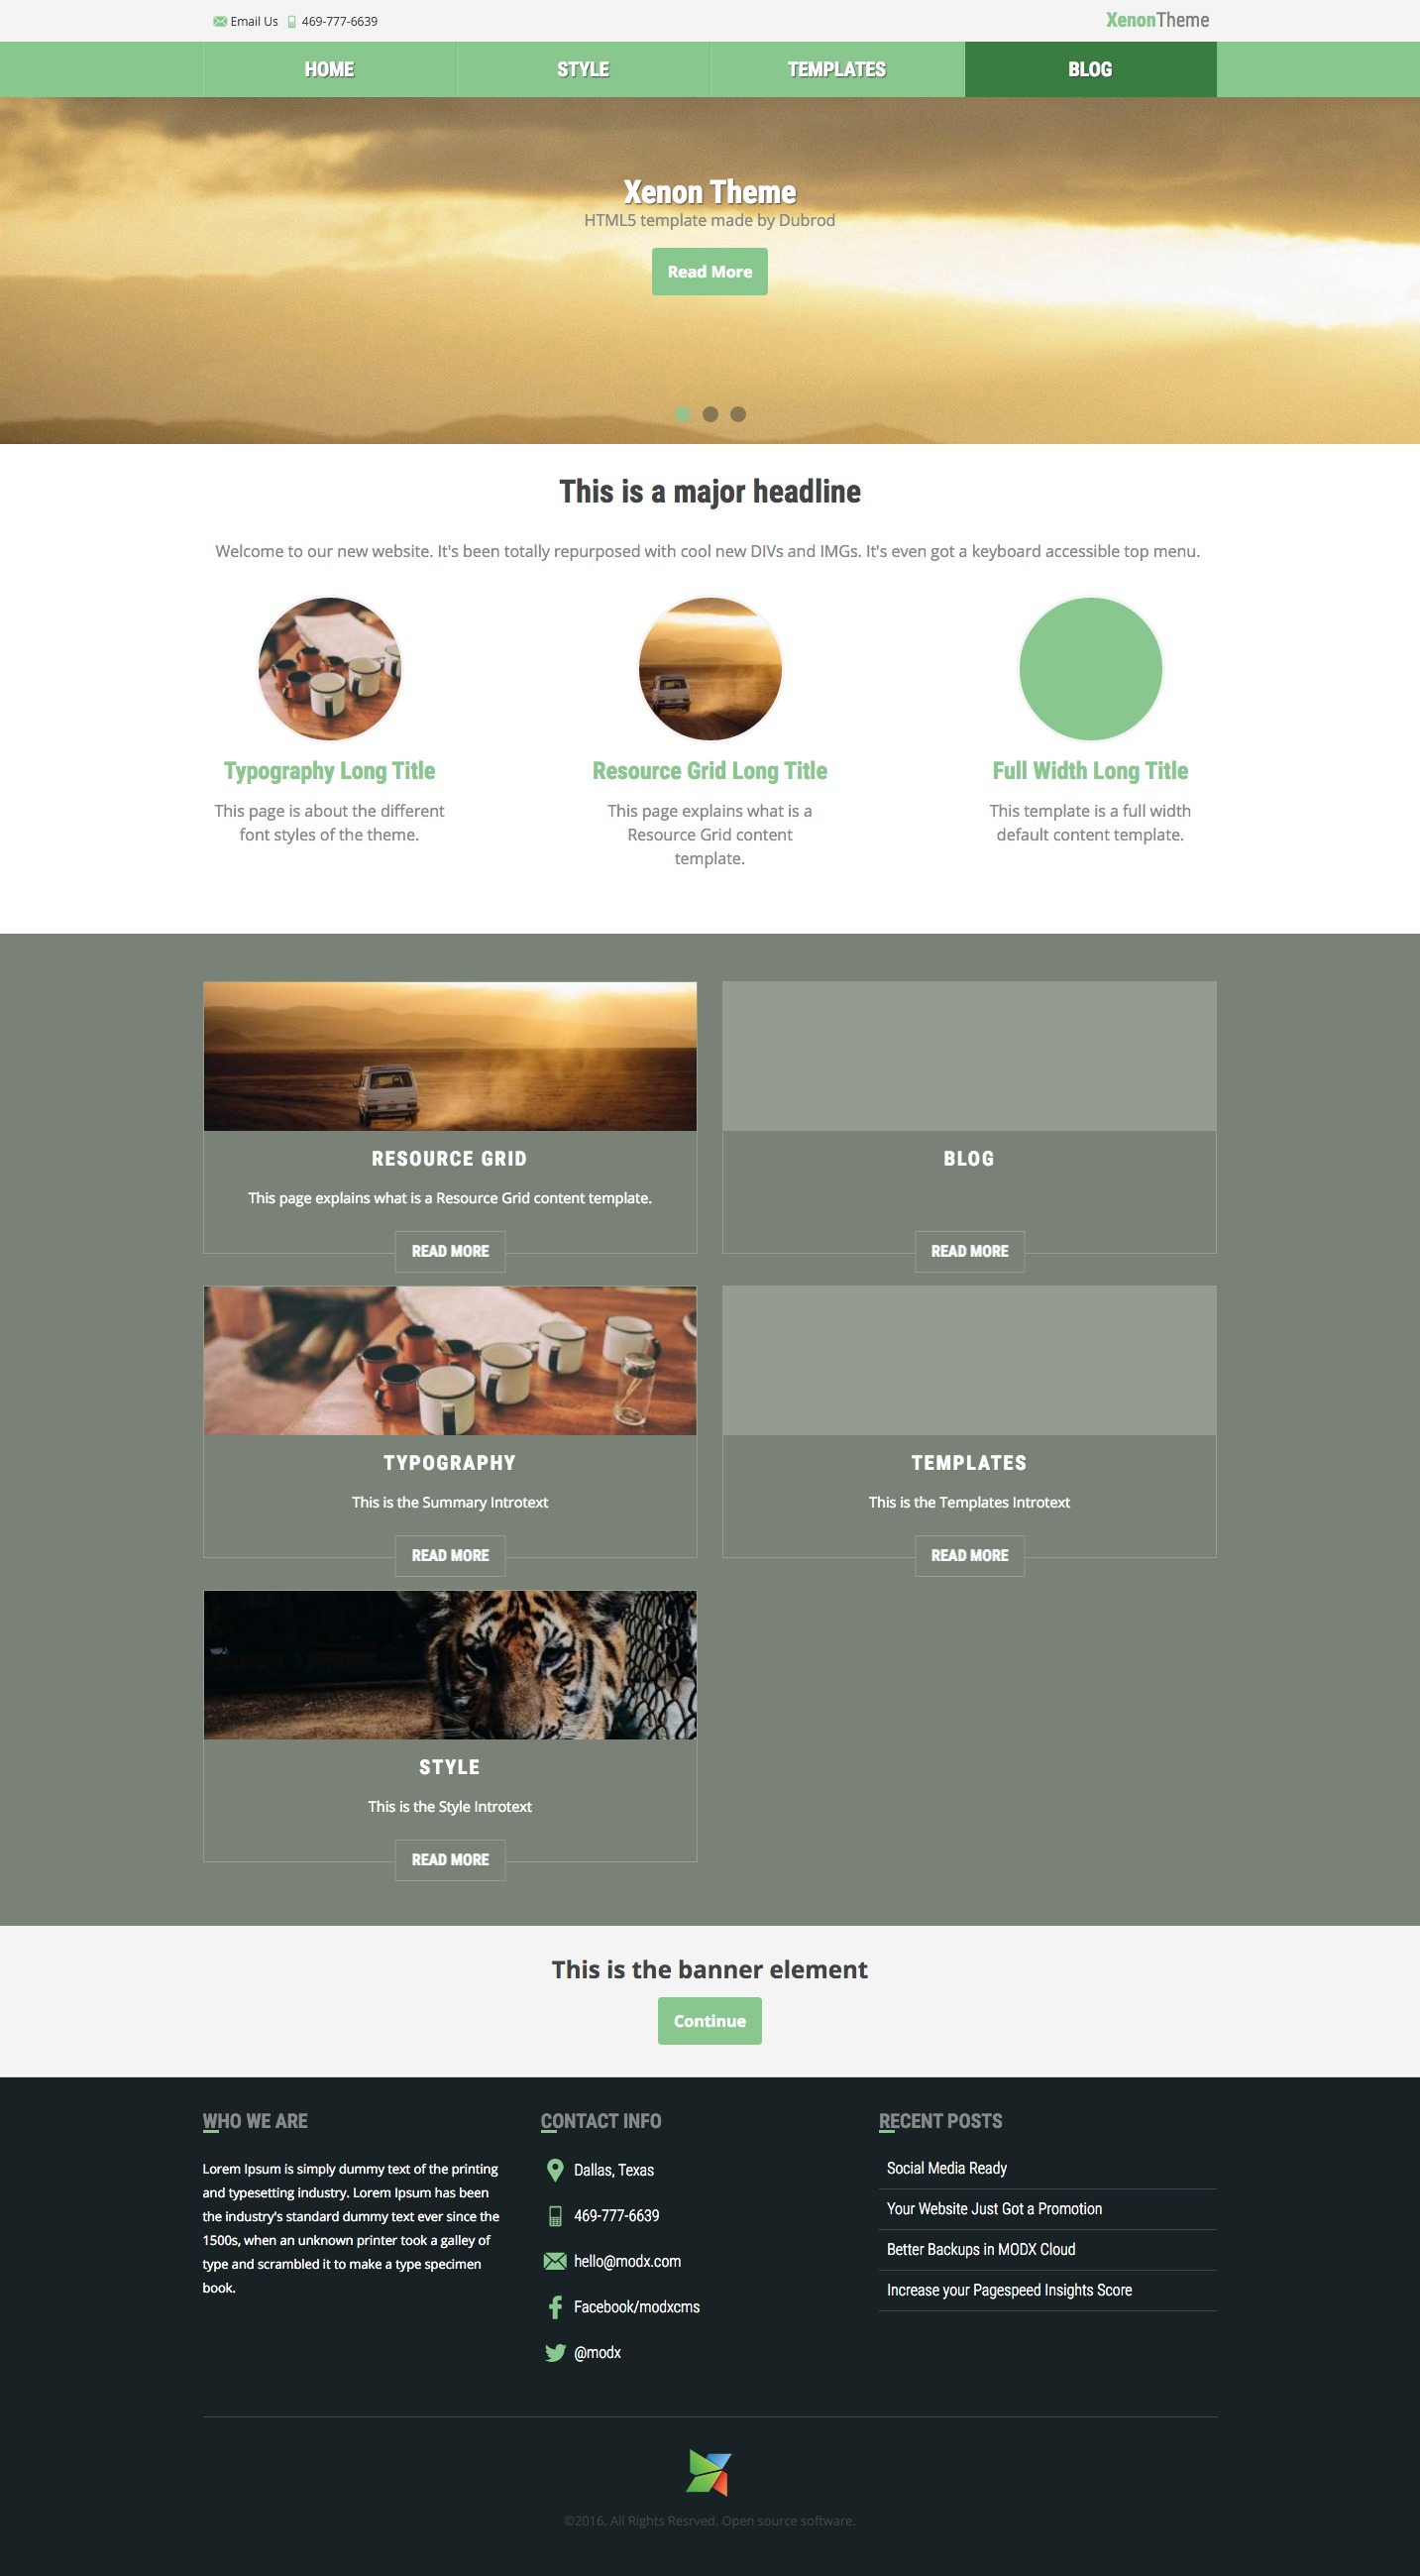 Email Us 469-777-6639
XenonTheme
HOME STYLE TEMPLATES BLOG
Xenon Theme
HTML5 template made by Dubrod
Read More
This is a major headline
Welcome to our new website. It's been totally repurposed with cool new DIVs and IMGs. It's even got a keyboard accessible top menu.
Typography Long Title
This page is about the different
font styles of the theme.
Resource Grid Long Title
This page explains what is a
Resource Grid content
template.
Full Width Long Title
This template is a full width
default content template.
RESOURCE GRID
This page explains what is a Resource Grid content template.
READ MORE
BLOG
READ MORE
TYPOGRAPHY
This is the Summary Introtext
READ MORE
TEMPLATES
This is the Templates Introtext
READ MORE
STYLE
This is the Style Introtext
READ MORE
This is the banner element
Continue
WHO WE ARE
Lorem Ipsum is simply dummy text of the printing
and typesetting industry. Lorem Ipsum has been
the industry's standard dummy text ever since the
1500s, when an unknown printer took a galley of
type and scrambled it to make a type specimen
book.
CONTACT INFO
Dallas, Texas
469-777-6639
hello@modx.com
Facebook/modxcms
@modx
RECENT POSTS
Social Media Ready
Your Website Just Got a Promotion
Better Backups in MODX Cloud
Increase your Pagespeed Insights Score
©2016. All Rights Resrved. Open source software.